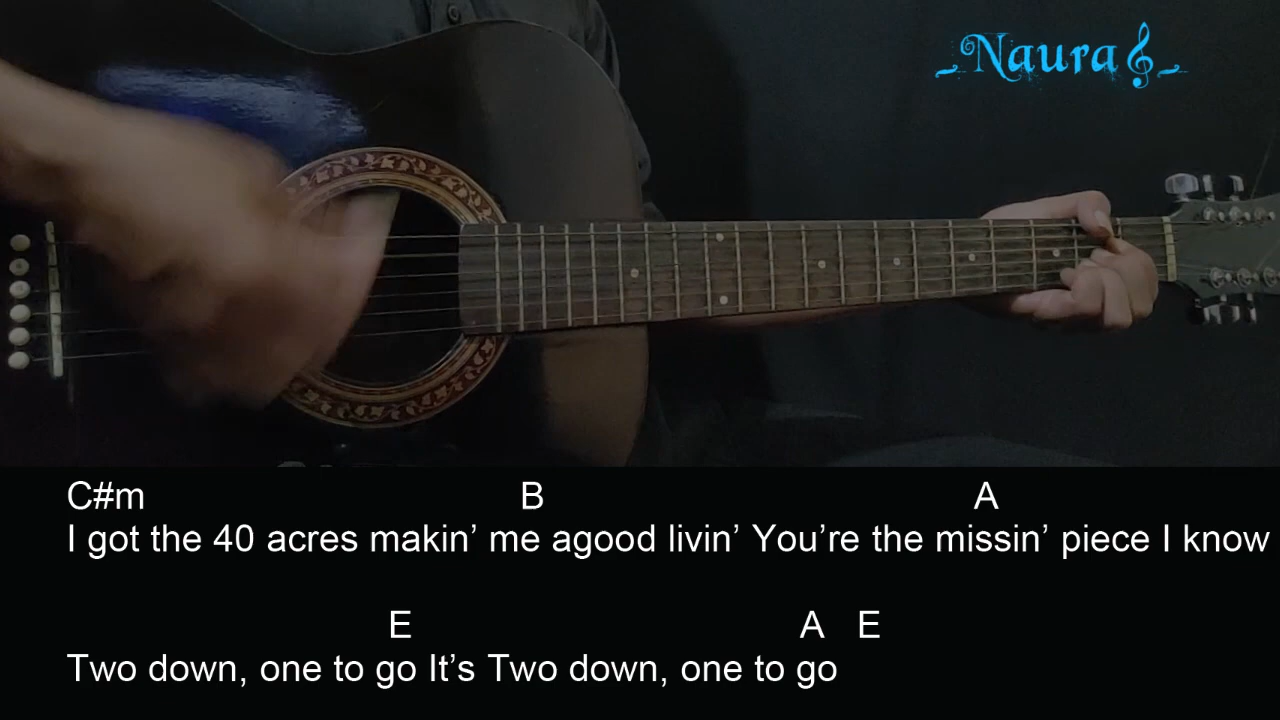 Naura
C#m B A
I got the 40 acres makin’ me agood livin’ You’re the missin’ piece I know
E A E
Two down, one to go It’s Two down, one to go